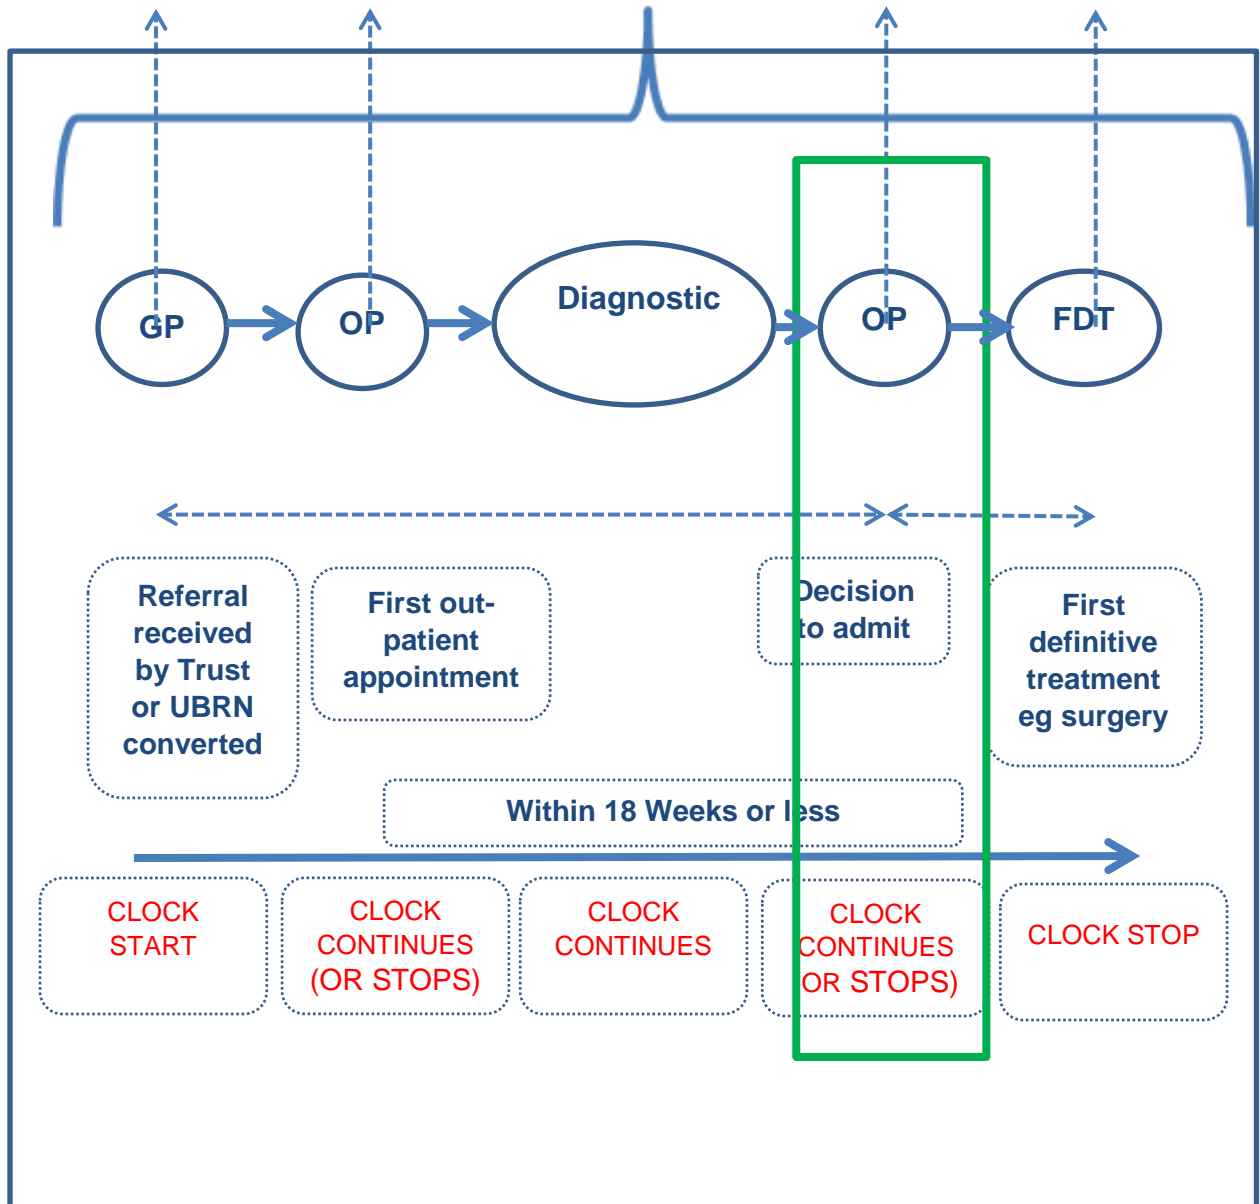 GP
OP
Diagnostic
OP
FDT
Referral
received
by Trust
or UBRN
converted
First out-
patient
appointment
Decision
to admit
First
definitive
treatment
eg surgery
Within 18 Weeks or less
CLOCK
START
CLOCK
CONTINUES
(OR STOPS)
CLOCK
CONTINUES
CLOCK
CONTINUES
(OR STOPS)
CLOCK STOP